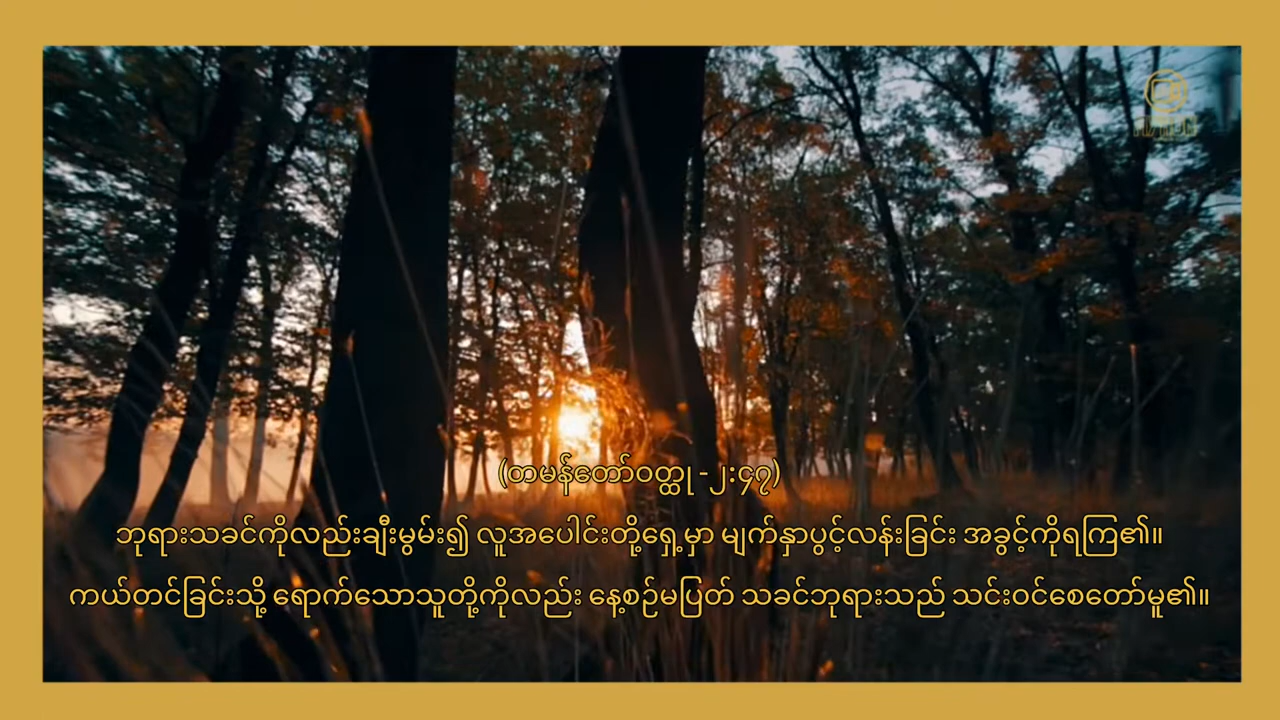 (တမန်တော်ဝတ္ထု -၂:၄၇)
ဘုရားသခင်ကိုလည်းချီးမွမ်း၍ လူအပေါင်းတို့ရှေ့မှာ မျက်နှာပွင့်လန်းခြင်း အခွင့်ကိုရကြ၏။
ကယ်တင်ခြင်းသို့ ရောက်သောသူတို့ကိုလည်း နေ့စဉ်မပြတ် သခင်ဘုရားသည် သင်းဝင်စေတော်မူ၏။